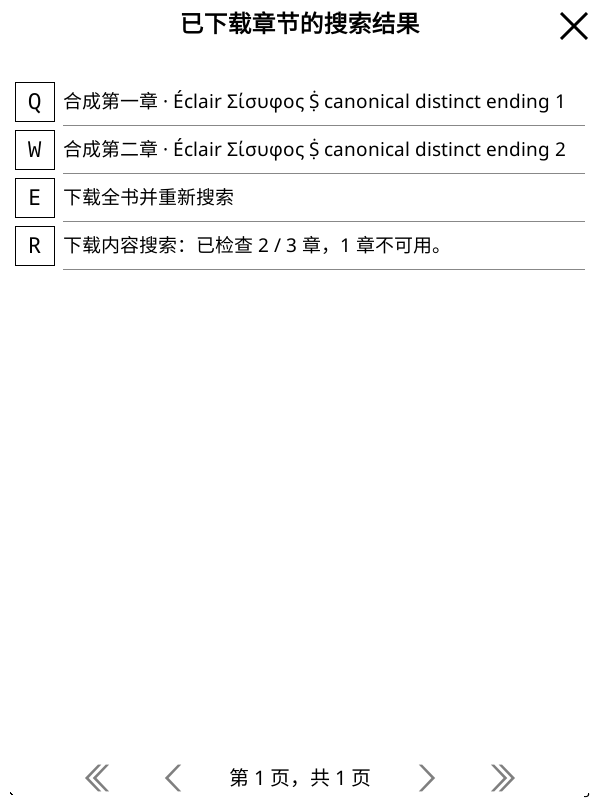 已下载章节的搜索结果
Q 合成第一章 · Éclair Σίσυφος Ṩ canonical distinct ending 1
W 合成第二章 · Éclair Σίσυφος Ṩ canonical distinct ending 2
E 下载全书并重新搜索
R 下载内容搜索：已检查 2 / 3 章，1 章不可用。
第 1 页，共 1 页